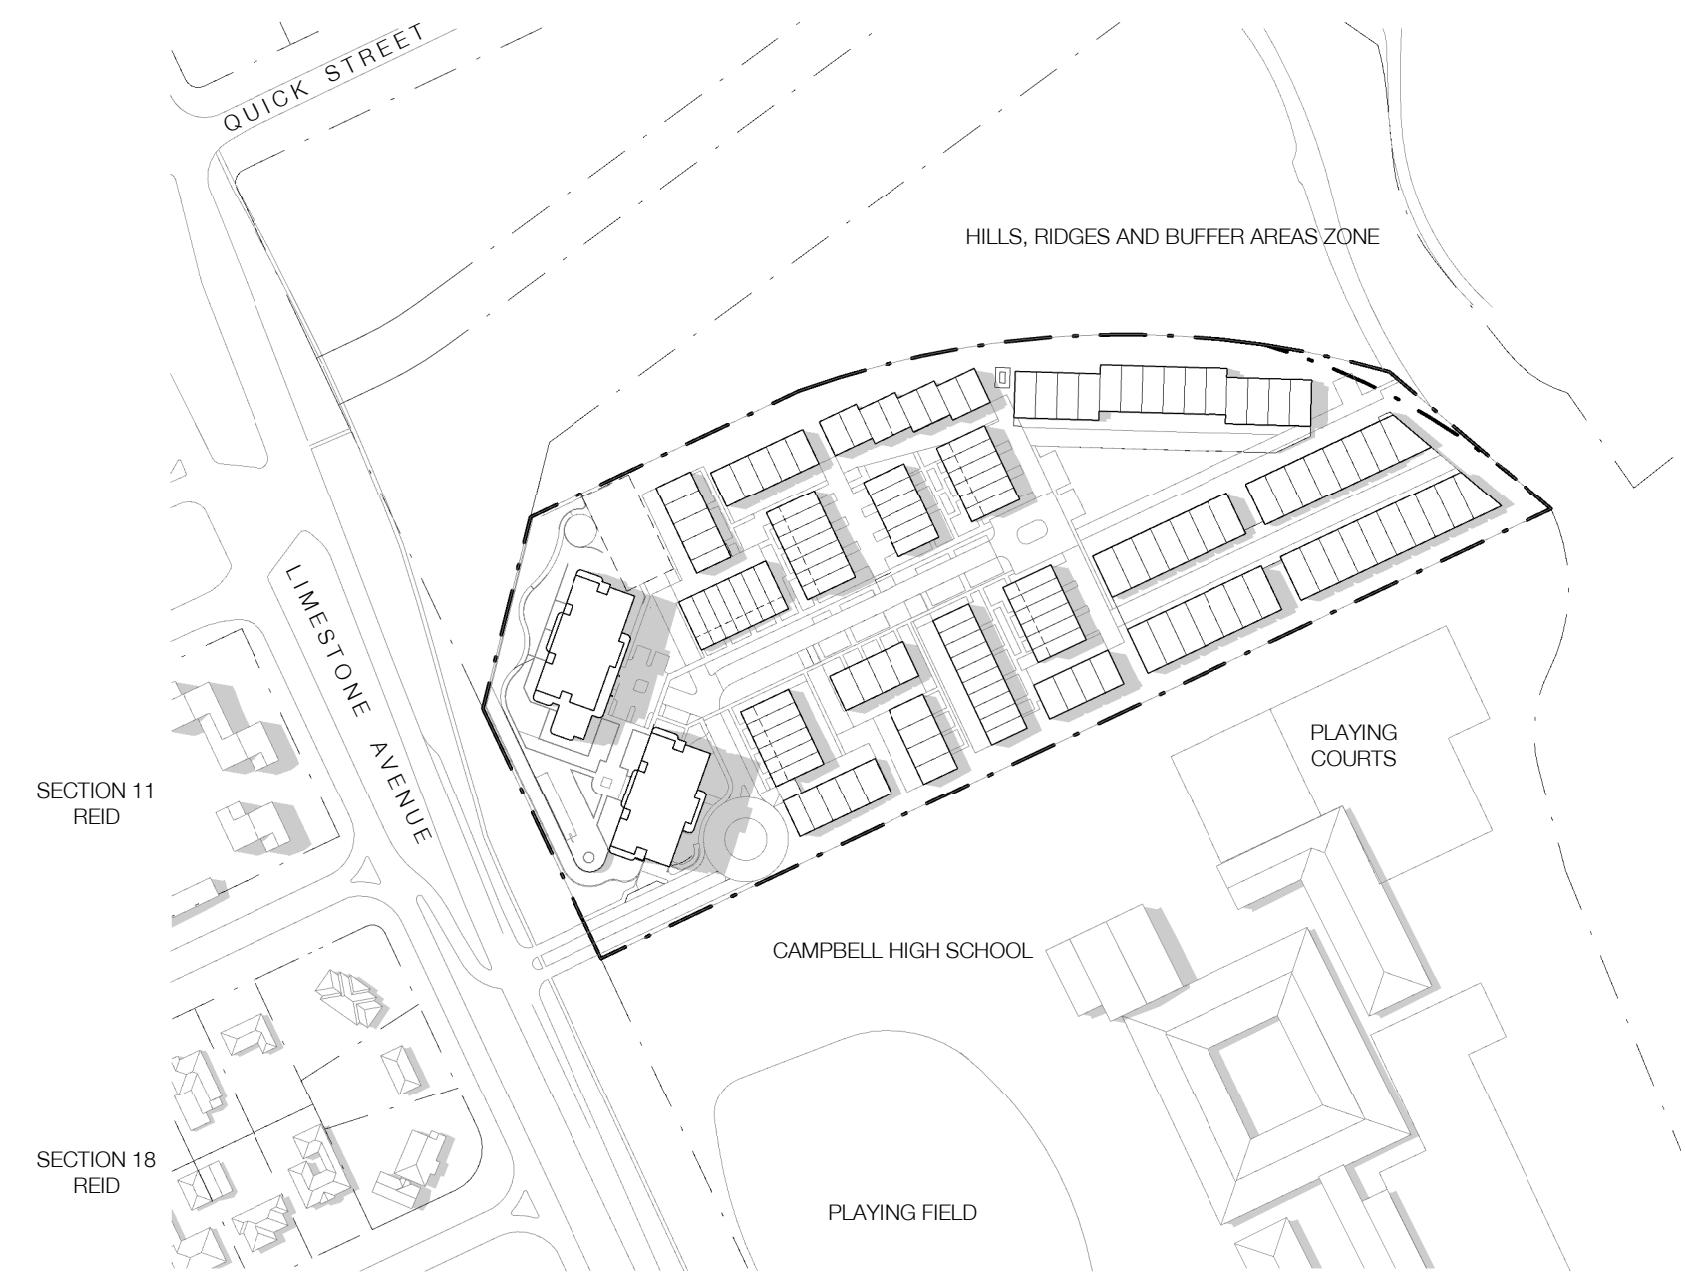 QUICK STREET
HILLS, RIDGES AND BUFFER AREAS ZONE
LIMESTONE AVENUE
PLAYING
COURTS
SECTION 11
REID
CAMPBELL HIGH SCHOOL
SECTION 18
REID
PLAYING FIELD